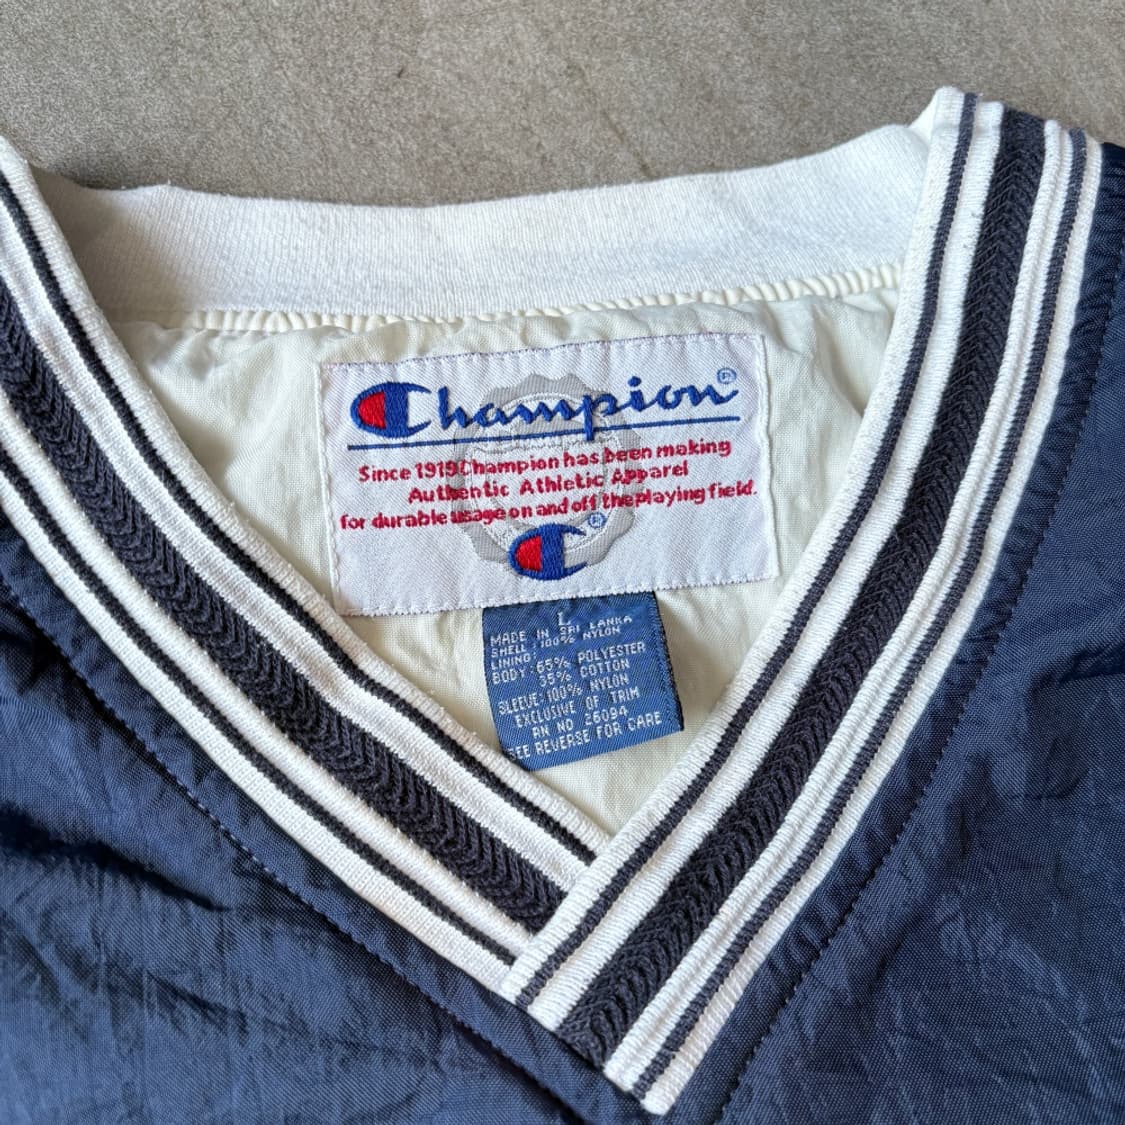 Champion®
Since 1919 Champion has been making
Authentic Athletic Apparel
for durable usage on and off the playing field.
®
L
MADE IN SRI LANKA
SHELL: 100% NYLON
LINING:
BODY: 65% POLYESTER
35% COTTON
SLEEVE: 100% NYLON
EXCLUSIVE OF TRIM
RN NO 26094
EE REVERSE FOR CARE